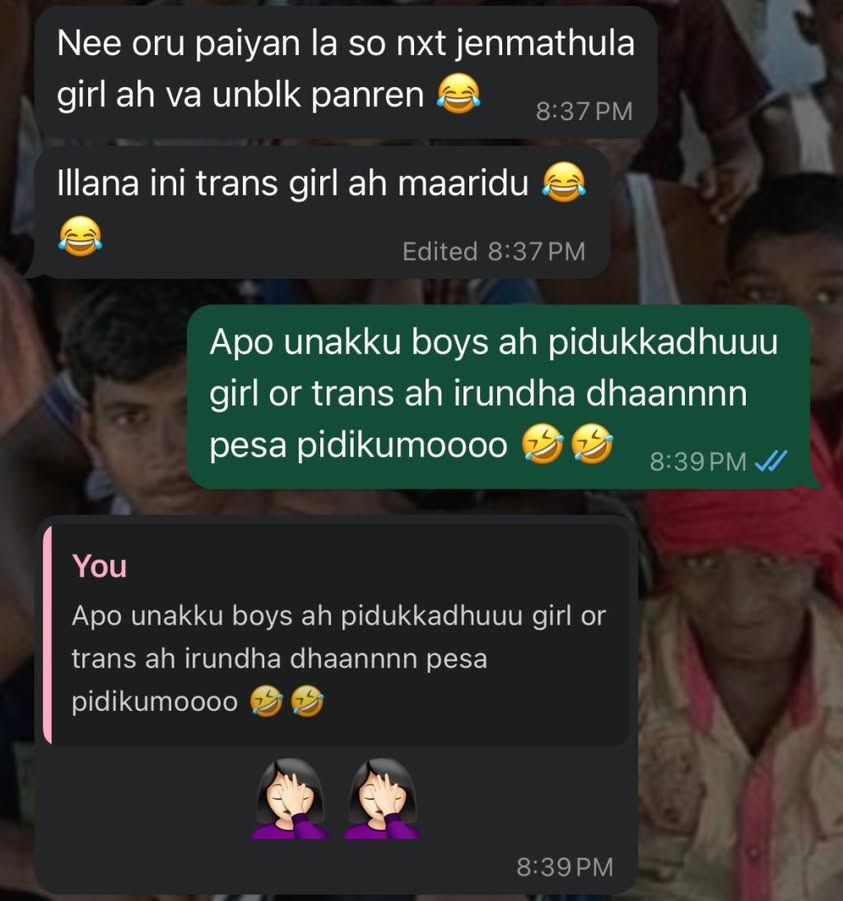 Nee oru paiyan la so nxt jenmathula
girl ah va unblk panren 😂
8:37 PM
Illana ini trans girl ah maaridu 😂
😂
Edited 8:37 PM
Apo unakku boys ah pidukkadhuuu
girl or trans ah irundha dhaannnn
pesa pidikumoooo 🤣🤣
8:39 PM
You
Apo unakku boys ah pidukkadhuuu girl or
trans ah irundha dhaannnn pesa
pidikumoooo 🤣🤣
🤦🏻‍♀️🤦🏻‍♀️
8:39 PM